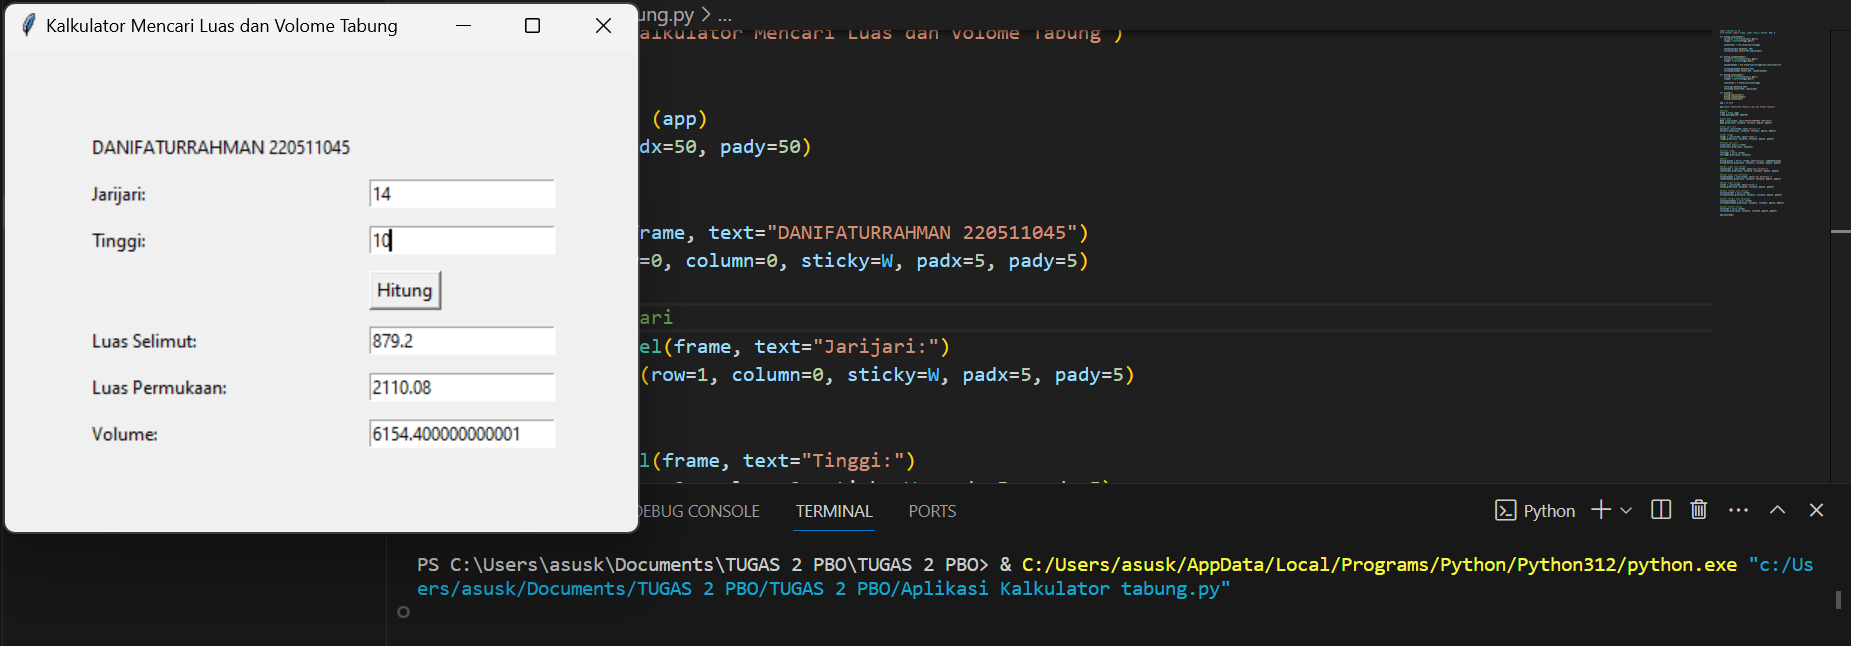 Kalkulator Mencari Luas dan Volome Tabung
DANIFATURRAHMAN 220511045
Jarijari:
14
Tinggi:
10
Hitung
Luas Selimut:
879.2
Luas Permukaan:
2110.08
Volume:
6154.400000000001
ung.py > ...
alkulator Mencari Luas dan Volome Tabung")
(app)
dx=50, pady=50)
rame, text="DANIFATURRAHMAN 220511045")
=0, column=0, sticky=W, padx=5, pady=5)
ari
el(frame, text="Jarijari:")
(row=1, column=0, sticky=W, padx=5, pady=5)
l(frame, text="Tinggi:")
DEBUG CONSOLE
TERMINAL
PORTS
Python
PS C:\Users\asusk\Documents\TUGAS 2 PBO\TUGAS 2 PBO> & C:/Users/asusk/AppData/Local/Programs/Python/Python312/python.exe "c:/Us
ers/asusk/Documents/TUGAS 2 PBO/TUGAS 2 PBO/Aplikasi Kalkulator tabung.py"